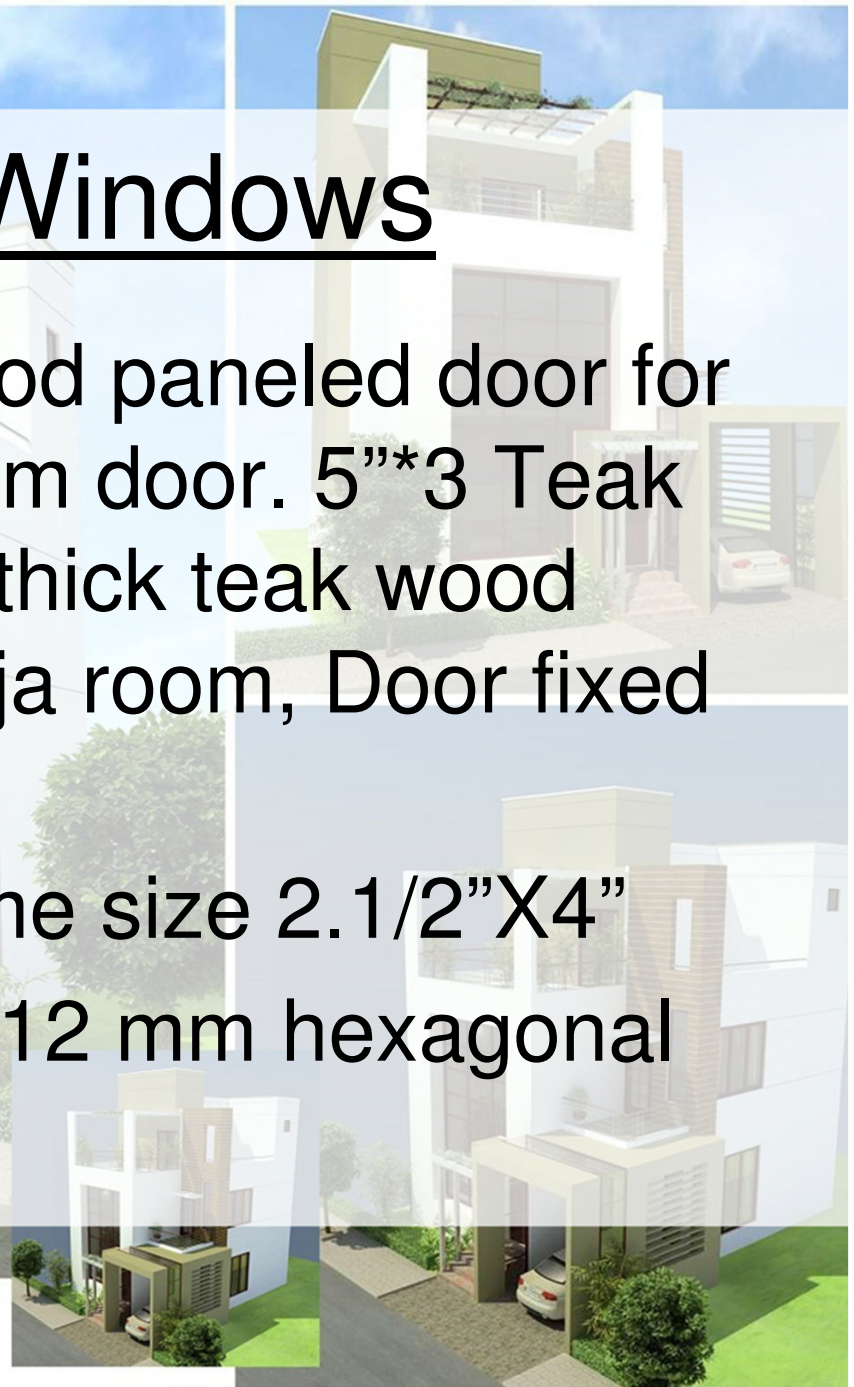 Windows
od paneled door for
m door. 5”*3 Teak
thick teak wood
ja room, Door fixed
ne size 2.1/2”X4”
12 mm hexagonal